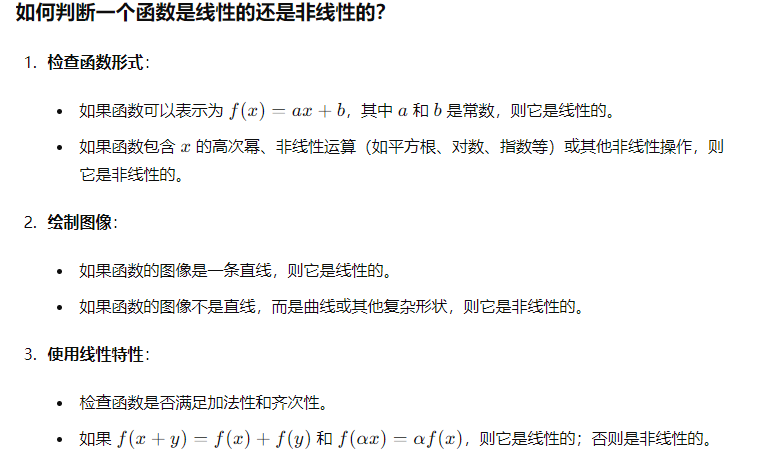 如何判断一个函数是线性的还是非线性的？
1. 检查函数形式：
• 如果函数可以表示为 f(x) = ax + b，其中 a 和 b 是常数，则它是线性的。
• 如果函数包含 x 的高次幂、非线性运算（如平方根、对数、指数等）或其他非线性操作，则
它是非线性的。
2. 绘制图像：
• 如果函数的图像是一条直线，则它是线性的。
• 如果函数的图像不是直线，而是曲线或其他复杂形状，则它是非线性的。
3. 使用线性特性：
• 检查函数是否满足加法性和齐次性。
• 如果 f(x + y) = f(x) + f(y) 和 f(αx) = αf(x)，则它是线性的；否则是非线性的。